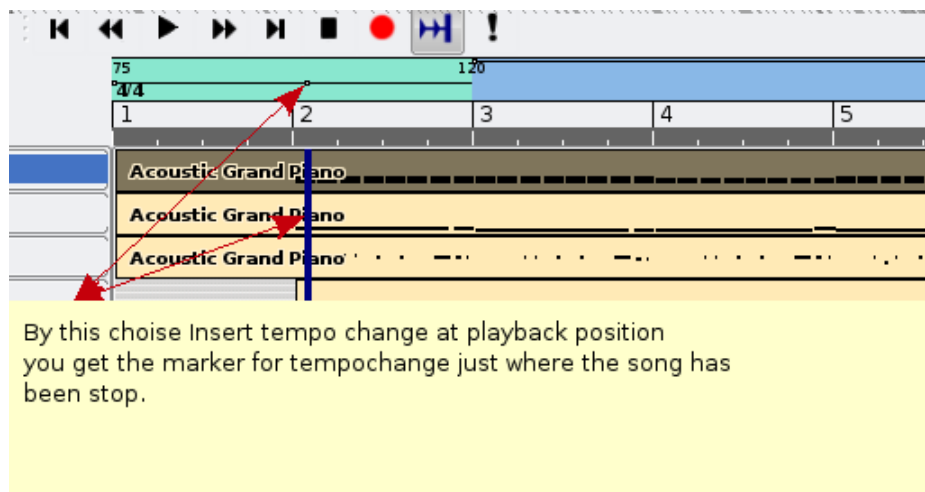 75 120
4/4
1 2 3 4 5
Acoustic Grand Piano
Acoustic Grand Piano
Acoustic Grand Piano
By this choise Insert tempo change at playback position
you get the marker for tempochange just where the song has
been stop.